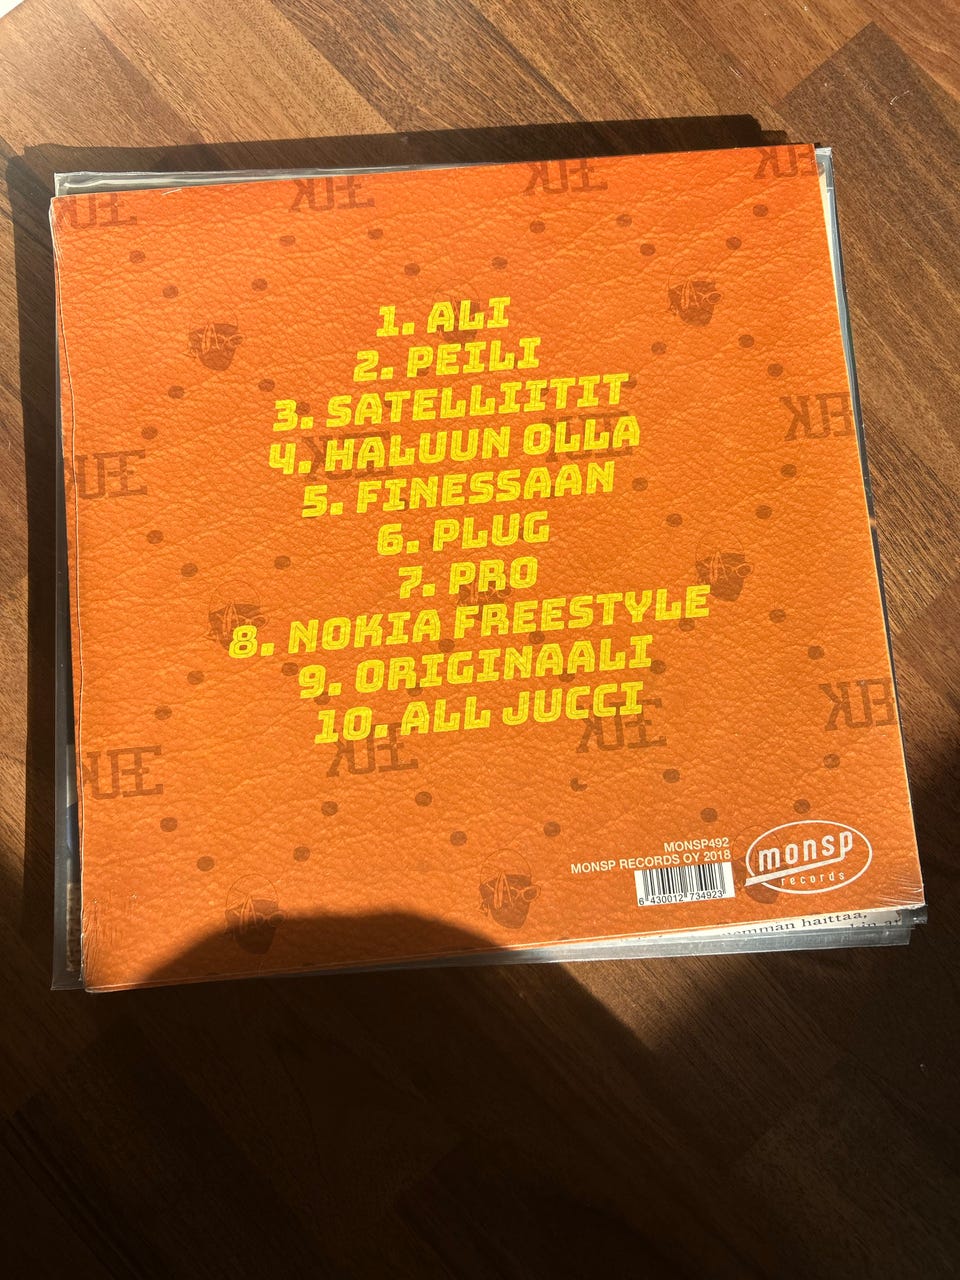 1. ALI
2. PEILI
3. SATELLIITIT
4. HALUUN OLLA
5. FINESSAAN
6. PLUG
7. PRO
8. NOKIA FREESTYLE
9. ORIGINAALI
10. ALL JUCCI
MONSP492
MONSP RECORDS OY 2018
monsp
records
6 430012 734923
haittaa,